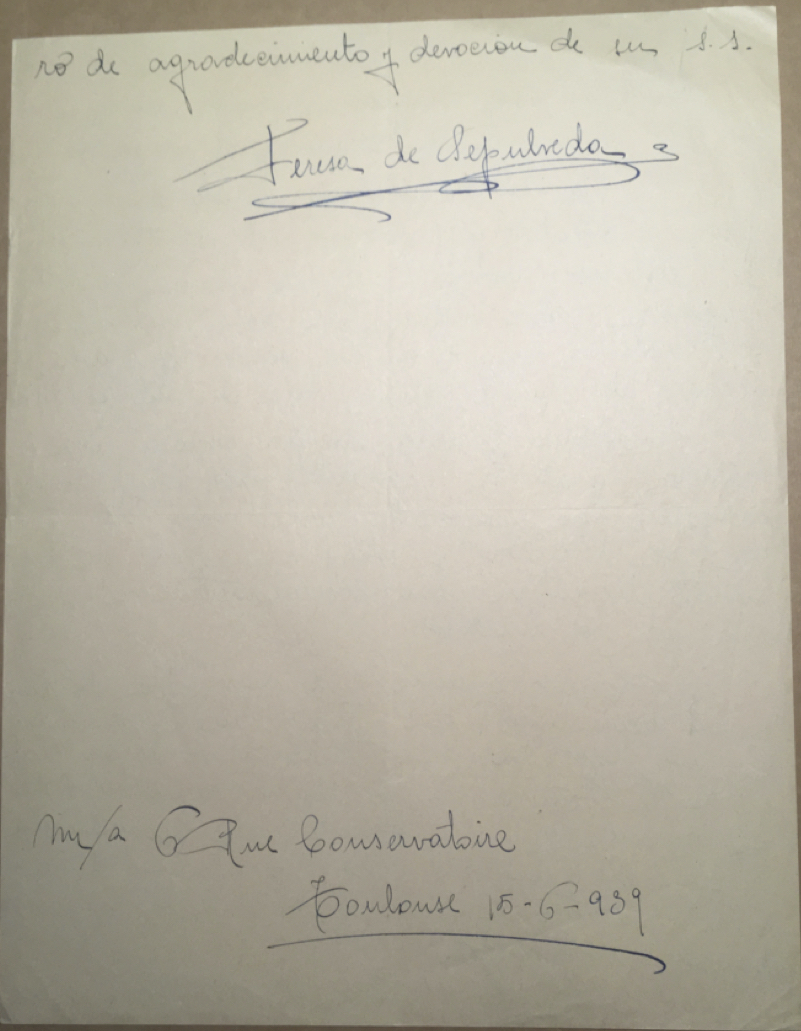 ro de agradecimiento y devocion de su s.s.
Teresa de Sepulveda
m/a 6 Rue Conservatoire
Toulouse 15-6-939